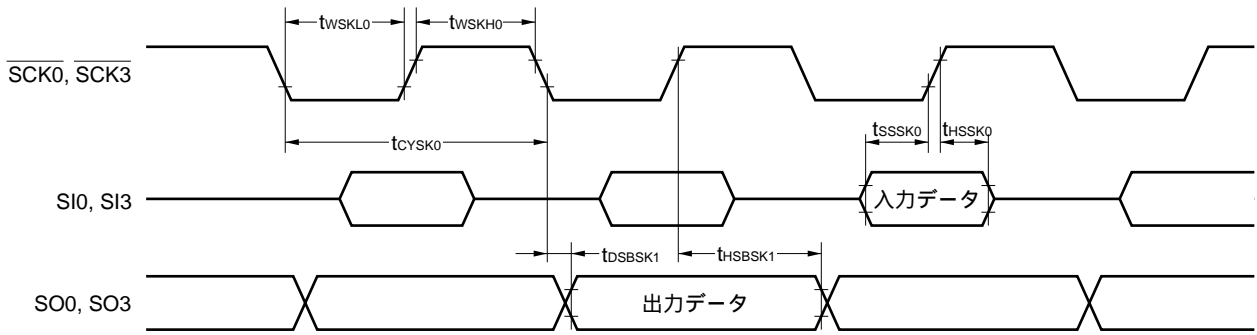 tWSKL0 tWSKH0
SCK0, SCK3
tCYSK0 tSSSK0 tHSSK0
SI0, SI3 入力データ
tDSBSK1 tHSBSK1
SO0, SO3 出力データ